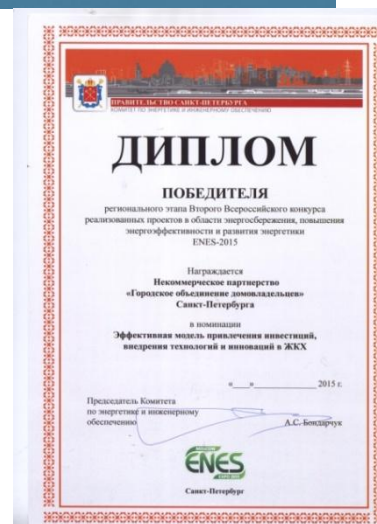 ПРАВИТЕЛЬСТВО САНКТ-ПЕТЕРБУРГА
КОМИТЕТ ПО ЭНЕРГЕТИКЕ И ИНЖЕНЕРНОМУ ОБЕСПЕЧЕНИЮ
ДИПЛОМ
ПОБЕДИТЕЛЯ
регионального этапа Второго Всероссийского конкурса
реализованных проектов в области энергосбережения, повышения
энергоэффективности и развития энергетики
ENES-2015
Награждается
Некоммерческое партнерство
«Городское объединение домовладельцев»
Санкт-Петербурга
в номинации
Эффективная модель привлечения инвестиций,
внедрения технологий и инноваций в ЖКХ
«___»______________ 2015 г.
Председатель Комитета
по энергетике и инженерному
обеспечению
А.С. Бондарчук
ENES
Санкт-Петербург